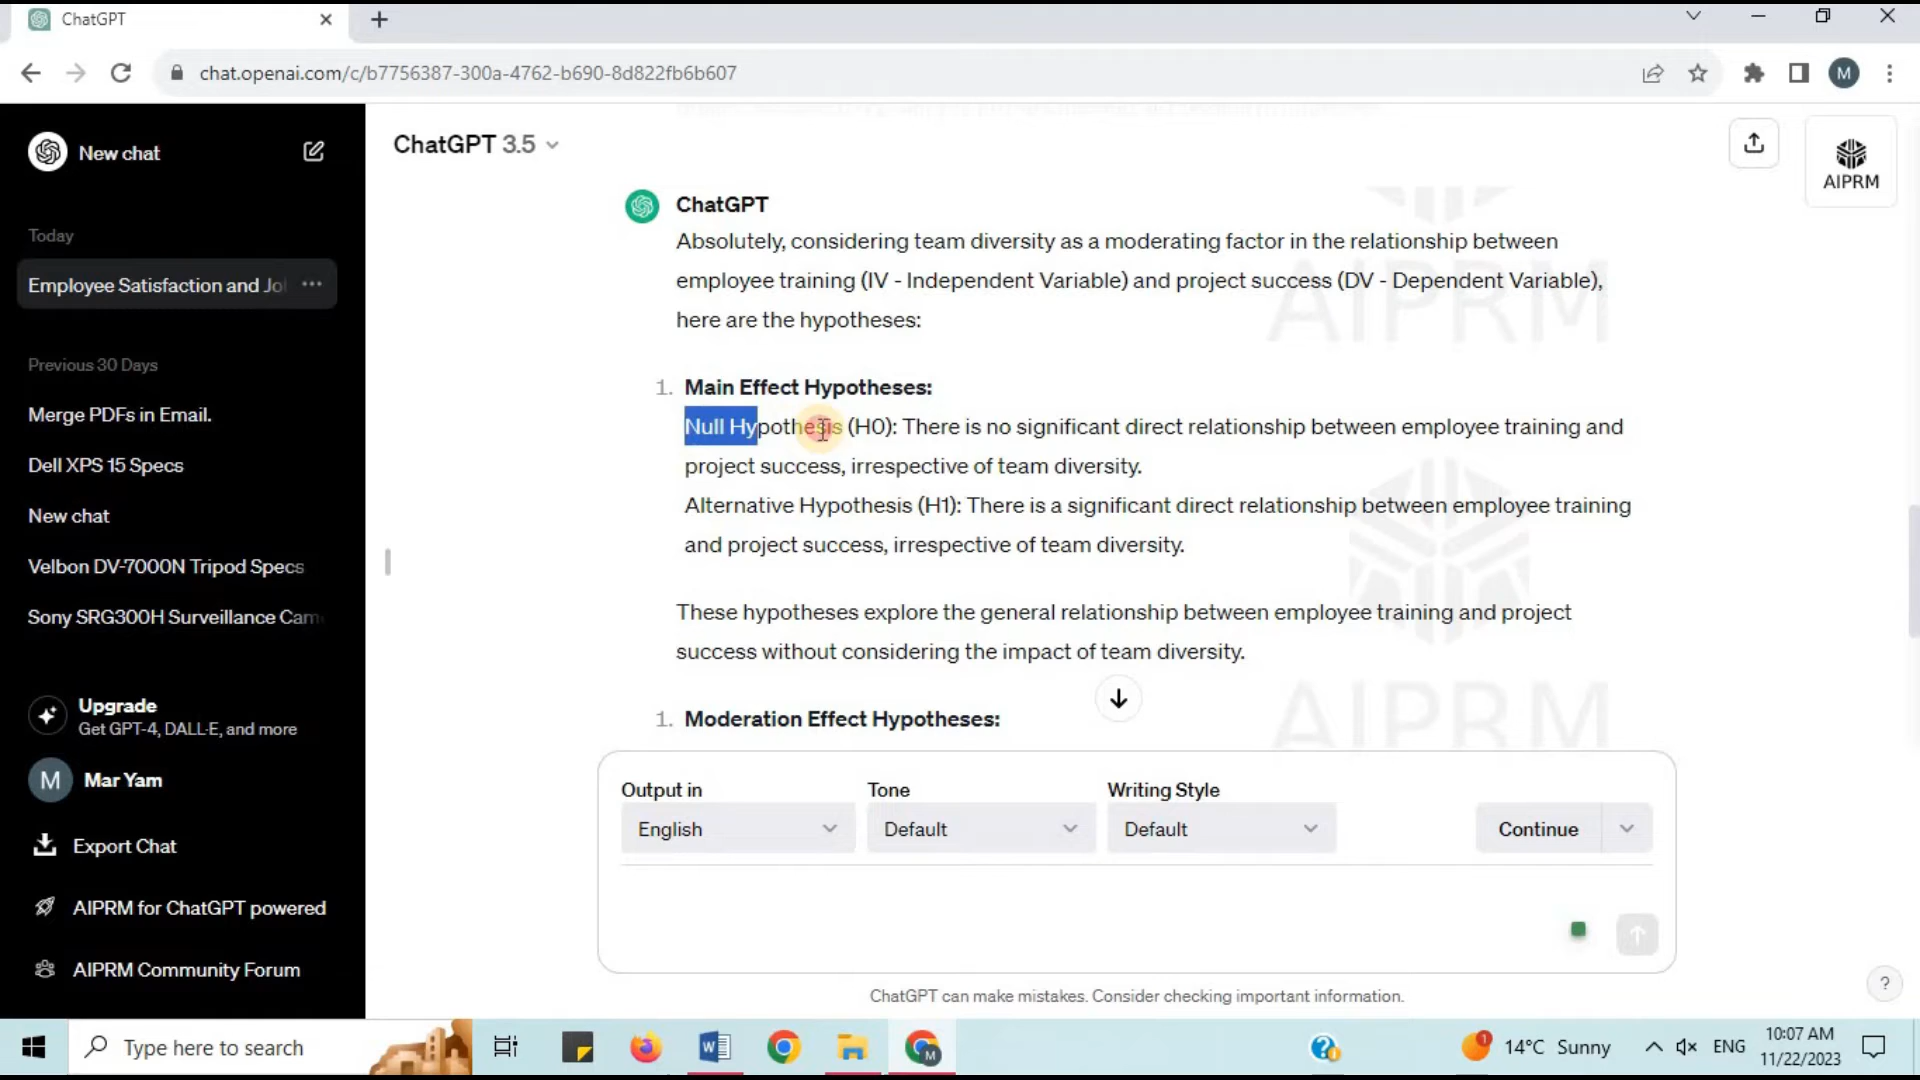 ChatGPT
chat.openai.com/c/b7756387-300a-4762-b690-8d822fb6b607
M
New chat
Today
Employee Satisfaction and Jo
Previous 30 Days
Merge PDFs in Email.
Dell XPS 15 Specs
New chat
Velbon DV-7000N Tripod Specs
Sony SRG300H Surveillance Cam
Upgrade
Get GPT-4, DALL·E, and more
M
Mar Yam
Export Chat
AIPRM for ChatGPT powered
AIPRM Community Forum
ChatGPT 3.5
AIPRM
ChatGPT
Absolutely, considering team diversity as a moderating factor in the relationship between
employee training (IV - Independent Variable) and project success (DV - Dependent Variable),
here are the hypotheses:
AIPRM
1. Main Effect Hypotheses:
Null Hypothesis (H0): There is no significant direct relationship between employee training and
project success, irrespective of team diversity.
Alternative Hypothesis (H1): There is a significant direct relationship between employee training
and project success, irrespective of team diversity.
These hypotheses explore the general relationship between employee training and project
success without considering the impact of team diversity.
AIPRM
1. Moderation Effect Hypotheses:
Output in
Tone
Writing Style
English
Default
Default
Continue
ChatGPT can make mistakes. Consider checking important information.
?
Type here to search
W
M
1
14°C Sunny
ENG
10:07 AM
11/22/2023